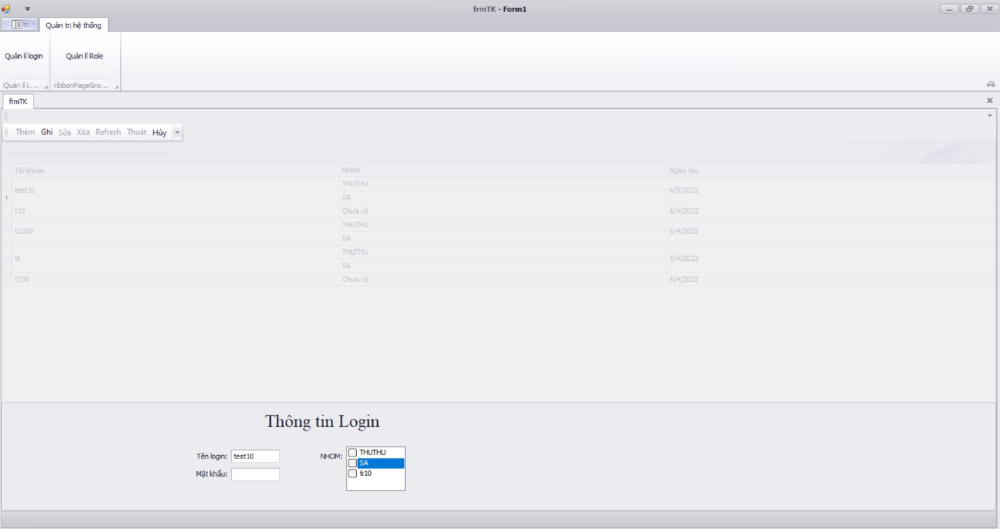 frmTK - Form1
Quản trị hệ thống
Quản lí login
Quản lí Role
Quản lí L...
ribbonPageGro...
frmTK
Thêm Ghi Sửa Xóa Refresh Thoát Hủy
Drag a column header here to group by that column
Tài khoản Nhóm Ngày tạo
test10 THUTHU 6/5/2022
SA
t10 Chưa có 6/4/2022
t1000 THUTHU 6/4/2022
SA
tt THUTHU 6/4/2022
SA
t100 Chưa có 6/4/2022
Thông tin Login
Tên login: test10
Mật khẩu:
NHOM:
THUTHU
SA
ti10